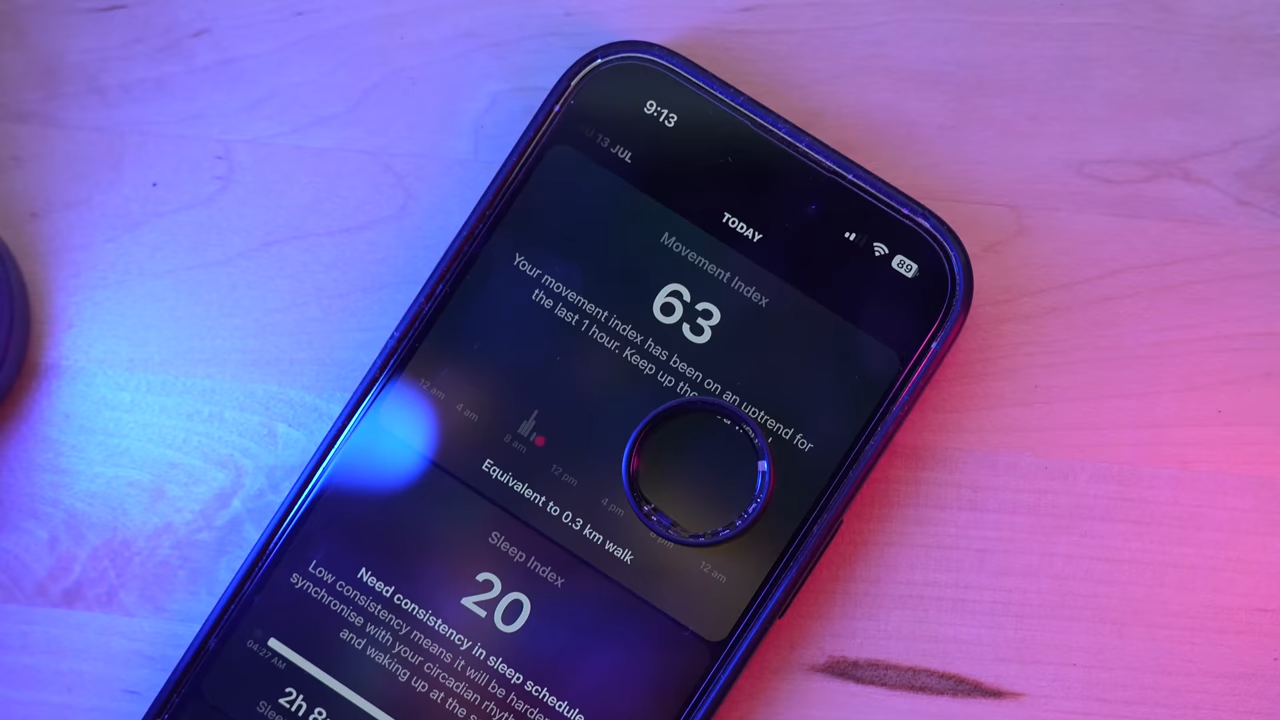 9:13
13 JUL
TODAY
89
Movement Index
63
Your movement index has been on an uptrend for
the last 1 hour. Keep up the
12 am
4 am
8 am
12 pm
4 pm
pm
12 am
Equivalent to 0.3 km walk
Sleep Index
20
Need consistency in sleep schedule
Low consistency means it will be harder
synchronise with your circadian
and waking up at the
04:27 AM
2h